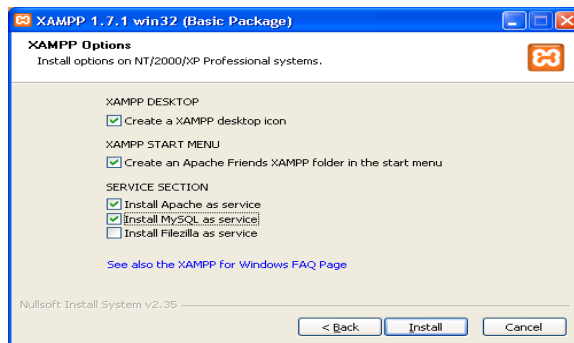 XAMPP 1.7.1 win32 (Basic Package)
XAMPP Options
Install options on NT/2000/XP Professional systems.
XAMPP DESKTOP
Create a XAMPP desktop icon
XAMPP START MENU
Create an Apache Friends XAMPP folder in the start menu
SERVICE SECTION
Install Apache as service
Install MySQL as service
Install Filezilla as service
See also the XAMPP for Windows FAQ Page
Nullsoft Install System v2.35
< Back Install Cancel